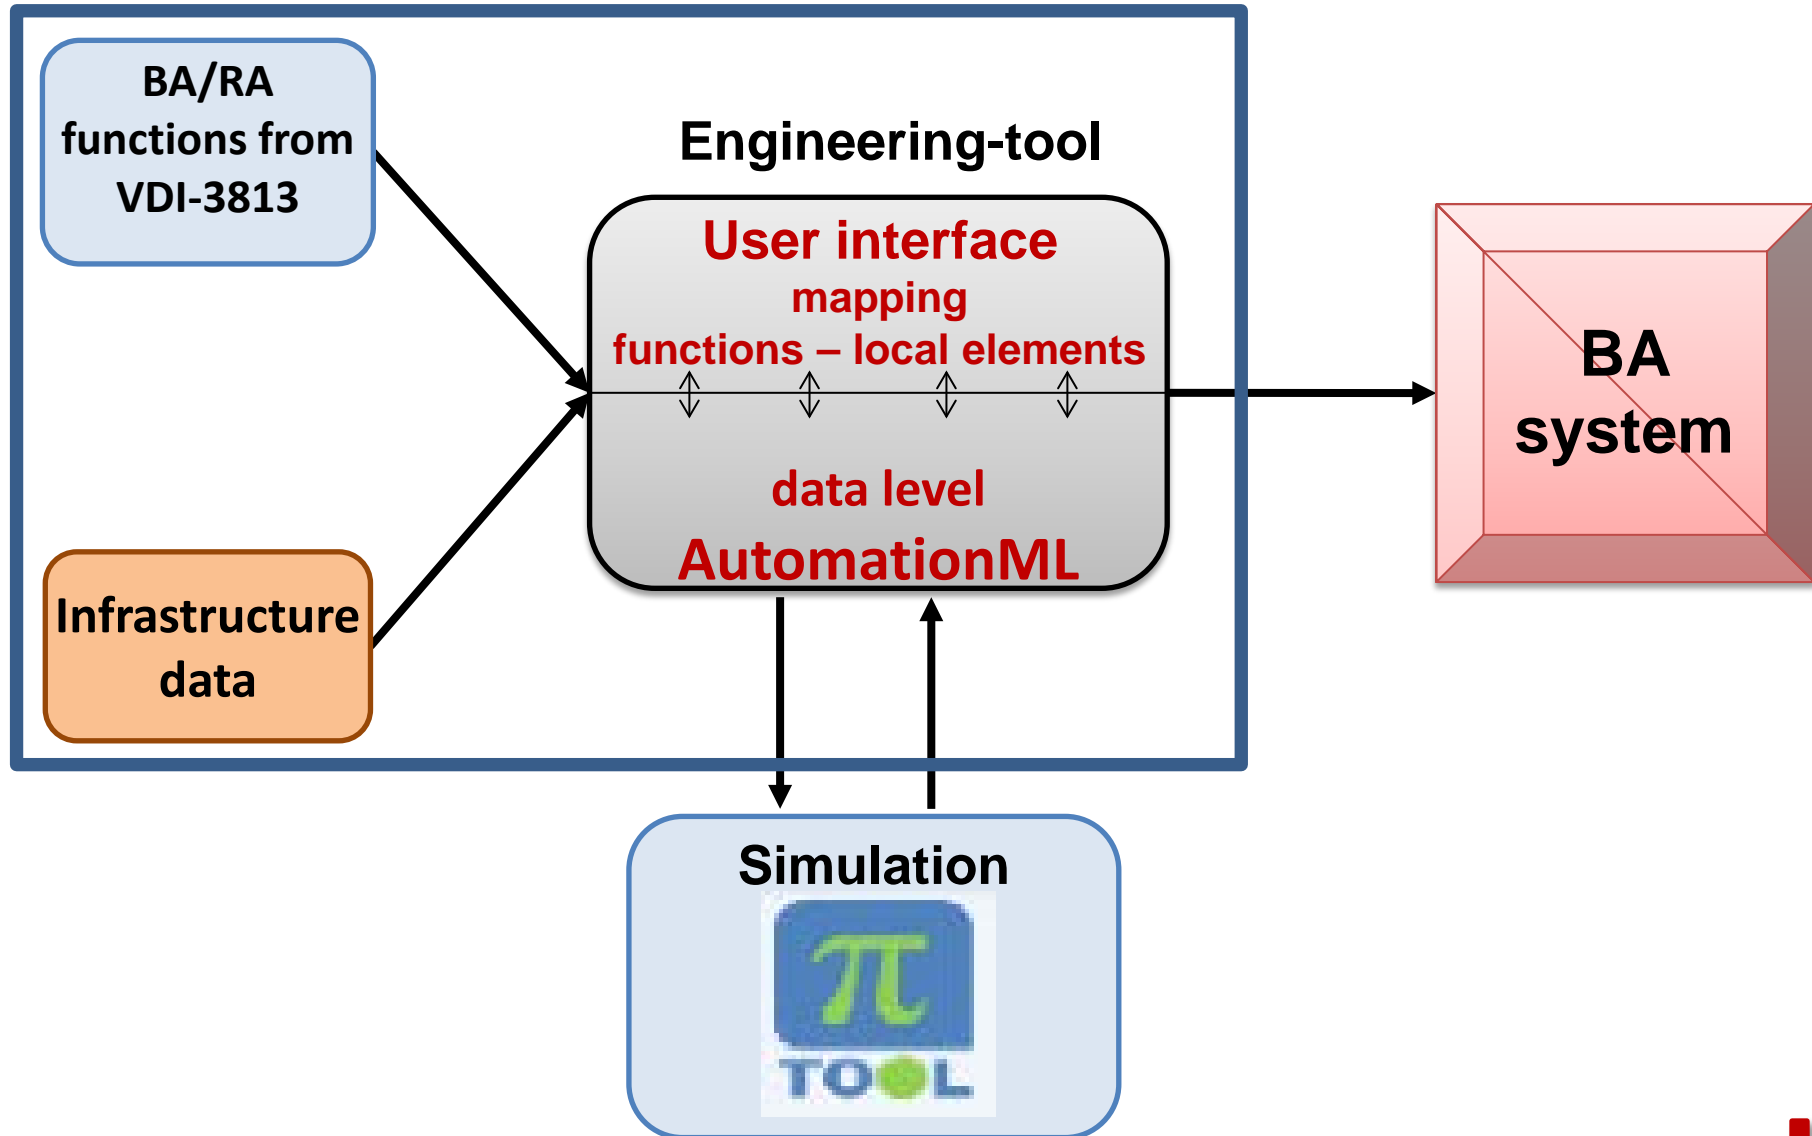 BA/RA
functions from
VDI-3813
Engineering-tool
User interface
mapping
functions – local elements
data level
AutomationML
BA
system
Infrastructure
data
Simulation
π
TOOL